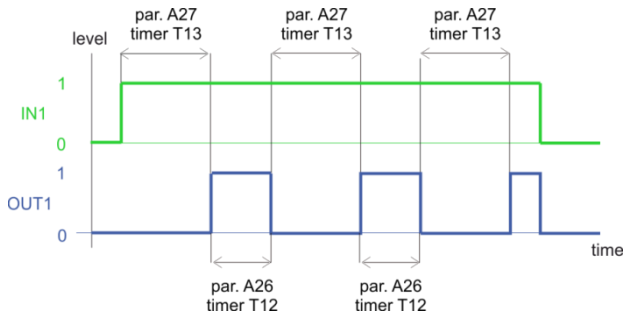 par. A27
timer T13
par. A27
timer T13
par. A27
timer T13
level
1
IN1
0
1
OUT1
0
time
par. A26
timer T12
par. A26
timer T12